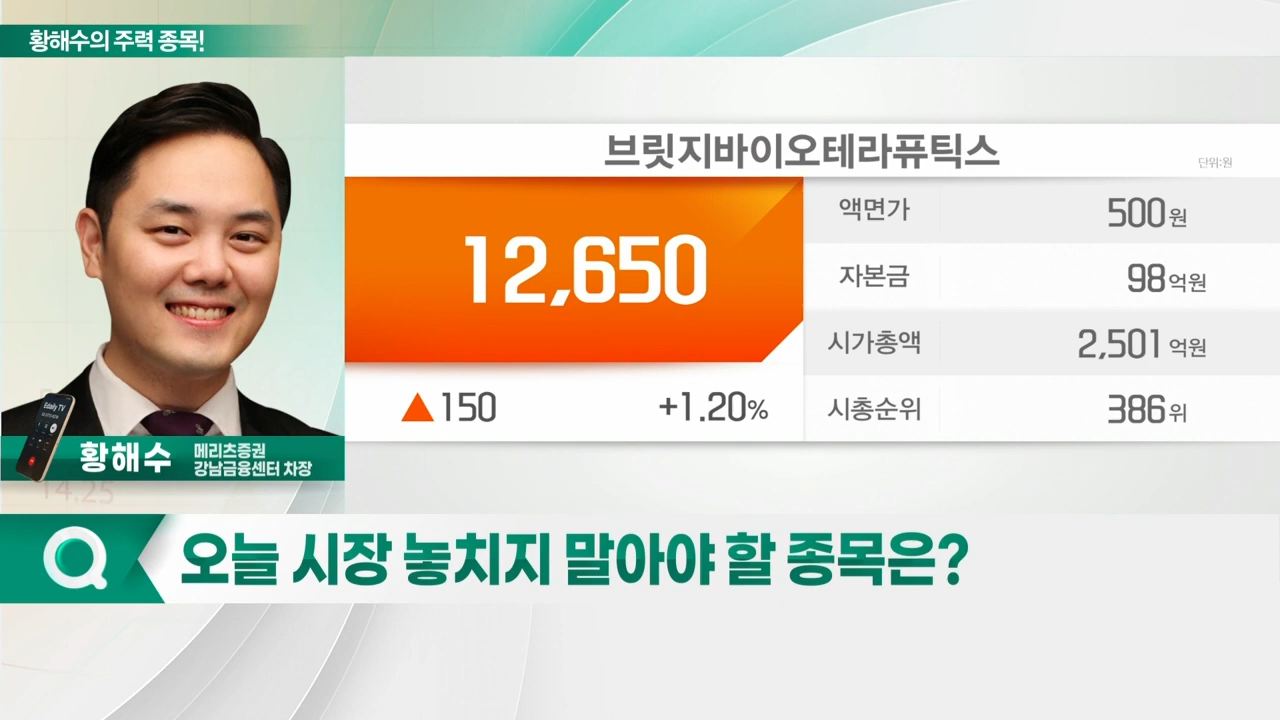 황해수의 주력 종목!
브릿지바이오테라퓨틱스
단위:원
12,650
▲150 +1.20%
액면가 500원
자본금 98억원
시가총액 2,501억원
시총순위 386위
Edaily TV
황해수 메리츠증권
강남금융센터 차장
14.25
오늘 시장 놓치지 말아야 할 종목은?